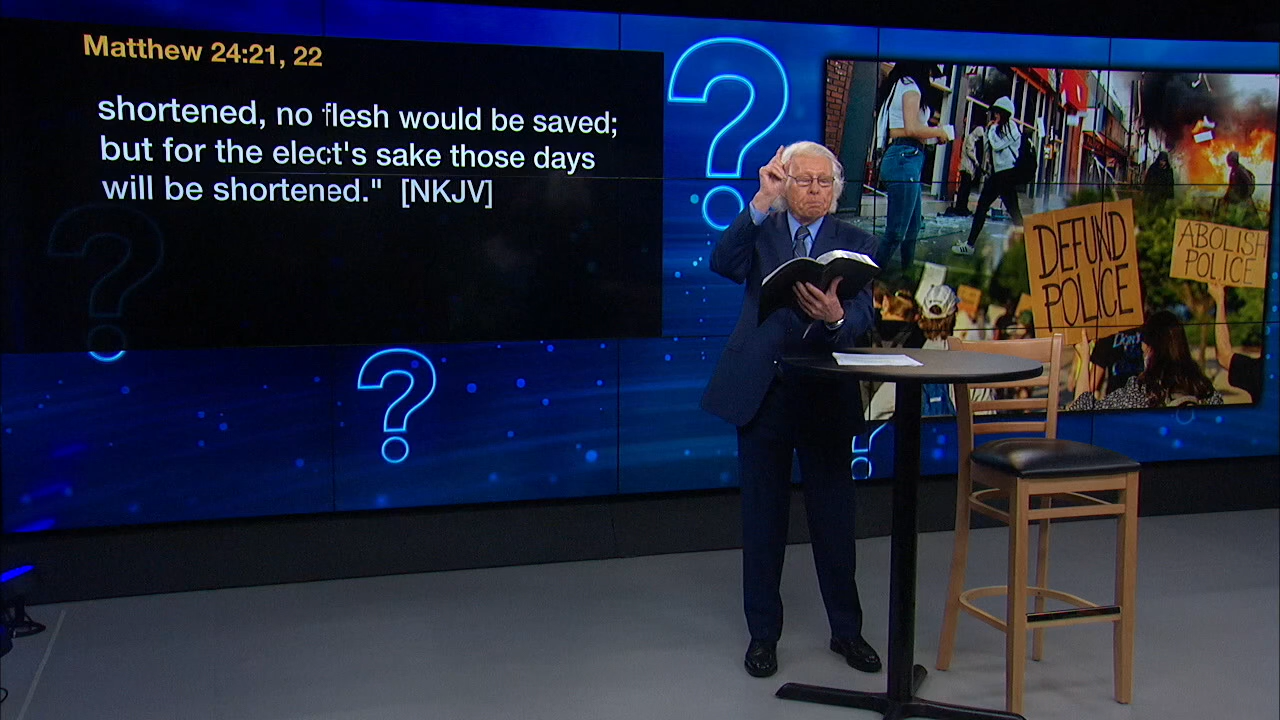 Matthew 24:21, 22
shortened, no flesh would be saved;
but for the elect's sake those days
will be shortened." [NKJV]
?
?
?
?
DEFUND
POLICE
ABOLISH
POLICE